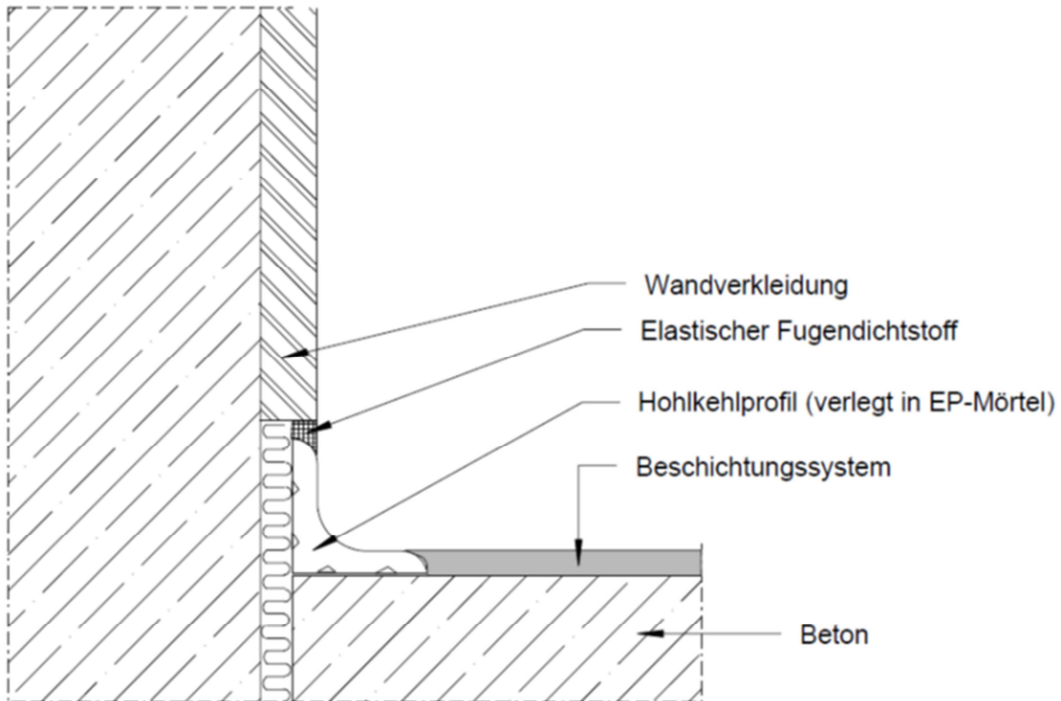 Wandverkleidung
Elastischer Fugendichtstoff
Hohlkehlprofil (verlegt in EP-Mörtel)
Beschichtungssystem
Beton